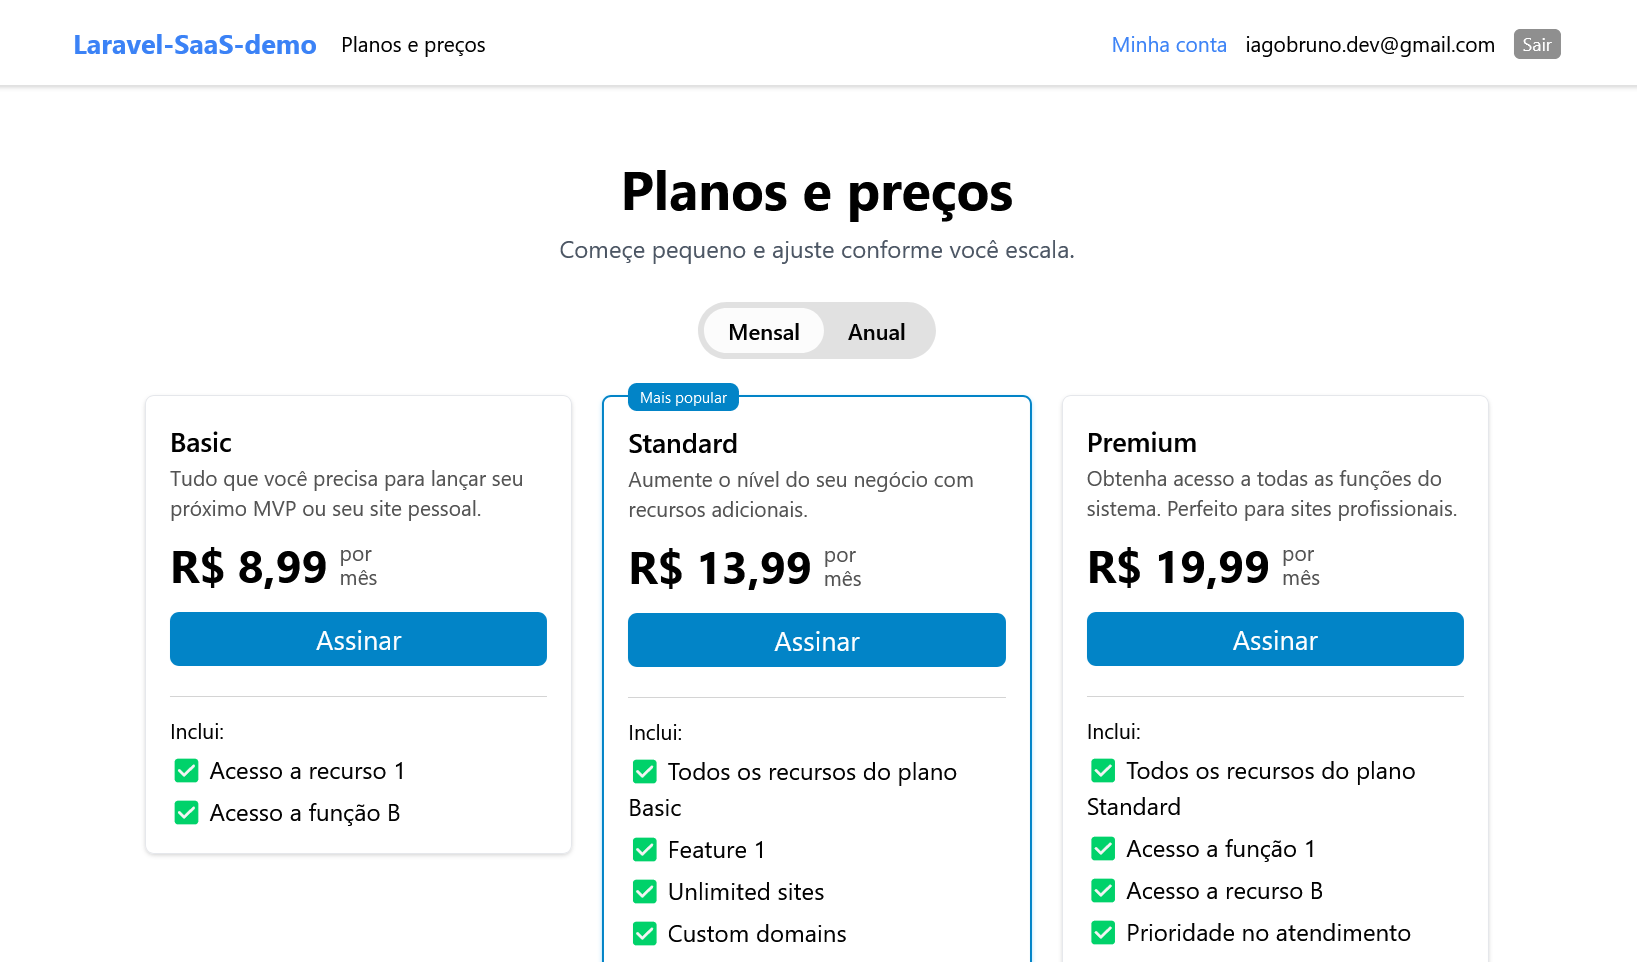 Laravel-SaaS-demo Planos e preços Minha conta iagobruno.dev@gmail.com Sair
Planos e preços
Começe pequeno e ajuste conforme você escala.
Mensal Anual
Basic
Tudo que você precisa para lançar seu
próximo MVP ou seu site pessoal.
R$ 8,99 por
mês
Assinar
Inclui:
Acesso a recurso 1
Acesso a função B
Mais popular
Standard
Aumente o nível do seu negócio com
recursos adicionais.
R$ 13,99 por
mês
Assinar
Inclui:
Todos os recursos do plano
Basic
Feature 1
Unlimited sites
Custom domains
Premium
Obtenha acesso a todas as funções do
sistema. Perfeito para sites profissionais.
R$ 19,99 por
mês
Assinar
Inclui:
Todos os recursos do plano
Standard
Acesso a função 1
Acesso a recurso B
Prioridade no atendimento